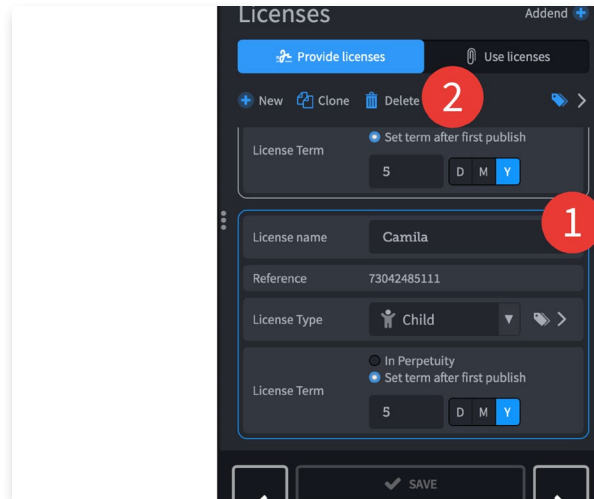 Licenses Addend
Provide licenses Use licenses
New Clone Delete 2
Set term after first publish
License Term
5 D M Y
1
License name Camila
Reference 73042485111
License Type Child
In Perpetuity
Set term after first publish
License Term
5 D M Y
SAVE